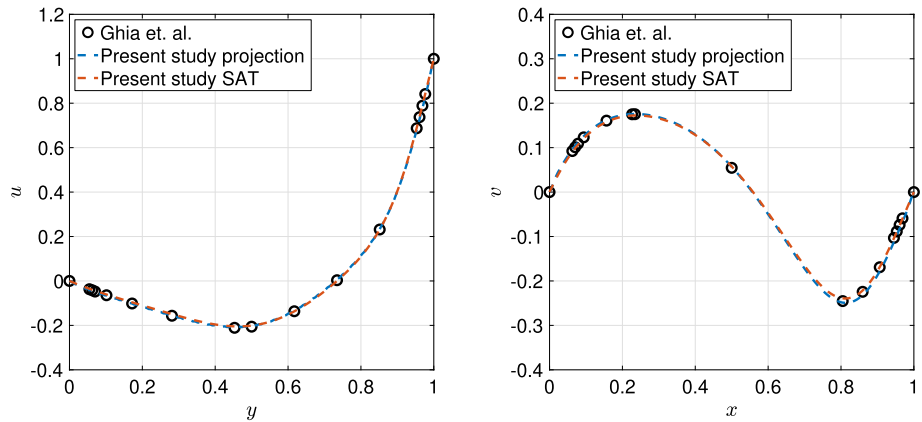 Ghia et. al.
Present study projection
Present study SAT
1.2
1
0.8
0.6
0.4
0.2
0
-0.2
-0.4
u
0 0.2 0.4 0.6 0.8 1
y
Ghia et. al.
Present study projection
Present study SAT
0.4
0.3
0.2
0.1
0
-0.1
-0.2
-0.3
-0.4
v
0 0.2 0.4 0.6 0.8 1
x